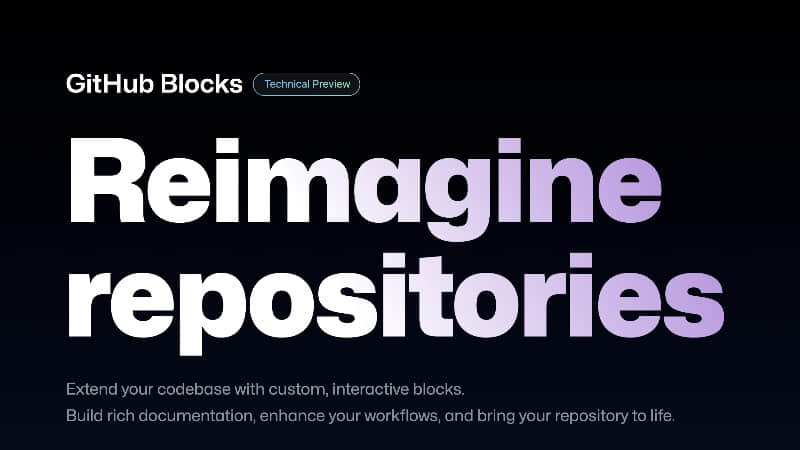 GitHub Blocks Technical Preview
Reimagine
repositories
Extend your codebase with custom, interactive blocks.
Build rich documentation, enhance your workflows, and bring your repository to life.